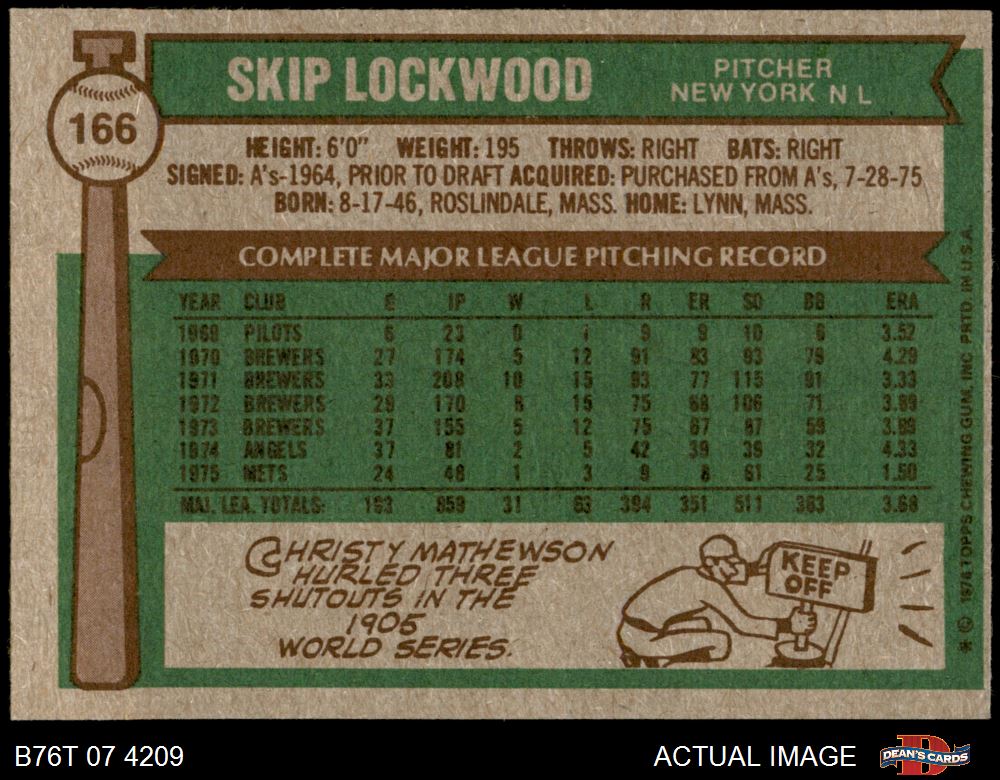 SKIP LOCKWOOD
PITCHER
NEW YORK N L
166
HEIGHT: 6'0" WEIGHT: 195 THROWS: RIGHT BATS: RIGHT
SIGNED: A's-1964, PRIOR TO DRAFT ACQUIRED: PURCHASED FROM A's, 7-28-75
BORN: 8-17-46, ROSLINDALE, MASS. HOME: LYNN, MASS.
COMPLETE MAJOR LEAGUE PITCHING RECORD
YEAR CLUB G IP W L R ER SO BB ERA
1969 PILOTS 6 23 0 1 9 9 10 6 3.52
1970 BREWERS 27 174 5 12 91 83 93 79 4.29
1971 BREWERS 33 208 10 15 93 77 115 91 3.33
1972 BREWERS 29 170 8 15 75 68 106 71
1973 BREWERS 37 155 5 12 75 67 87 59
1974 ANGELS 37 81 2 5 42 39 39 32 4.33
1975 METS 24 48 1 3 9 8 61 25 1.50
MAJ. LEA. TOTALS: 193 859 31 63 394 351 511 363 3.68
CHRISTY MATHEWSON
HURLED THREE
SHUTOUTS IN THE
1905
WORLD SERIES.
KEEP
OFF
* © 1976 TOPPS CHEWING GUM, INC. PRTD. IN U.S.A.
B76T 07 4209
ACTUAL IMAGE
DEAN'S CARDS